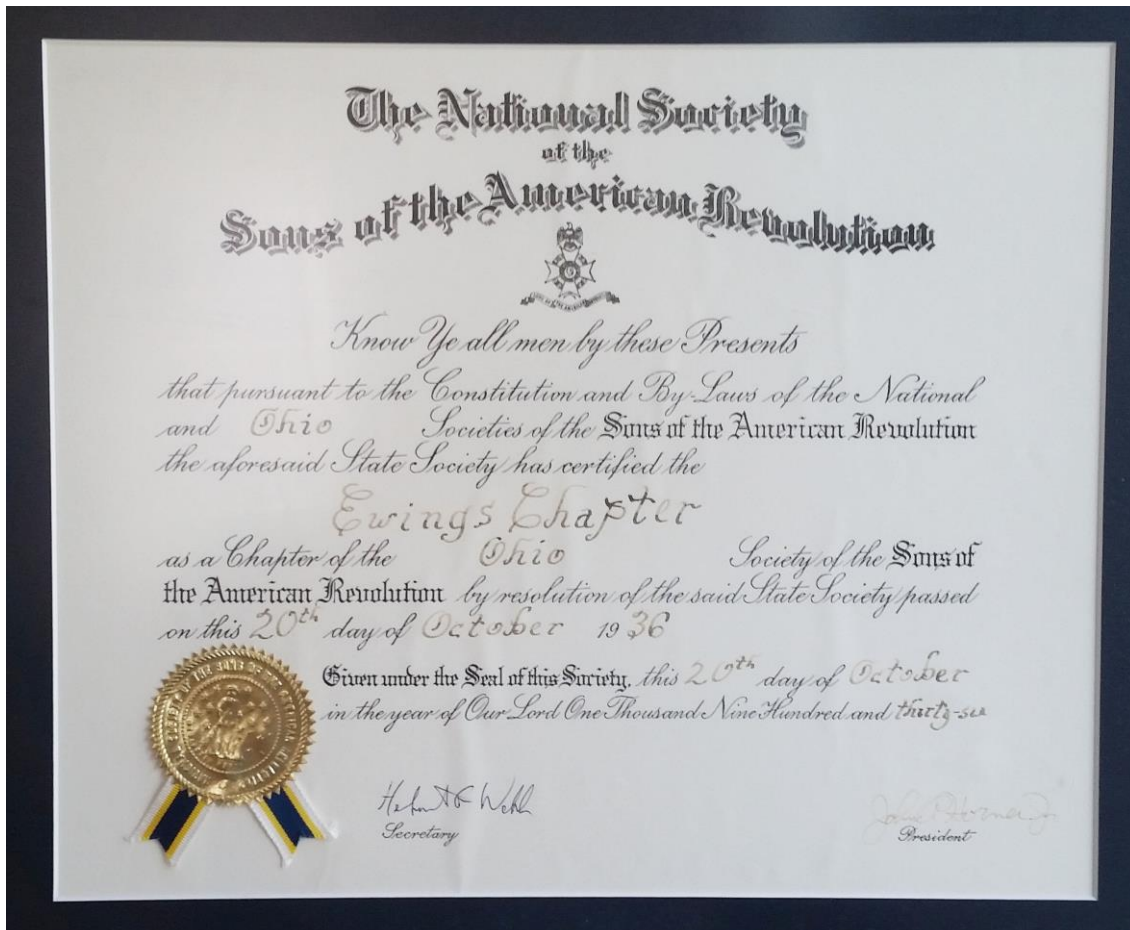 The National Society
of the
Sons of the American Revolution
Know Ye all men by these Presents
that pursuant to the Constitution and By-Laws of the National
and Ohio Societies of the Sons of the American Revolution
the aforesaid State Society has certified the
Ewings Chapter
as a Chapter of the Ohio Society of the Sons of
the American Revolution by resolution of the said State Society passed
on this 20th day of October 1936
Given under the Seal of this Society, this 20th day of October
in the year of Our Lord One Thousand Nine Hundred and thirty-six
Secretary
President